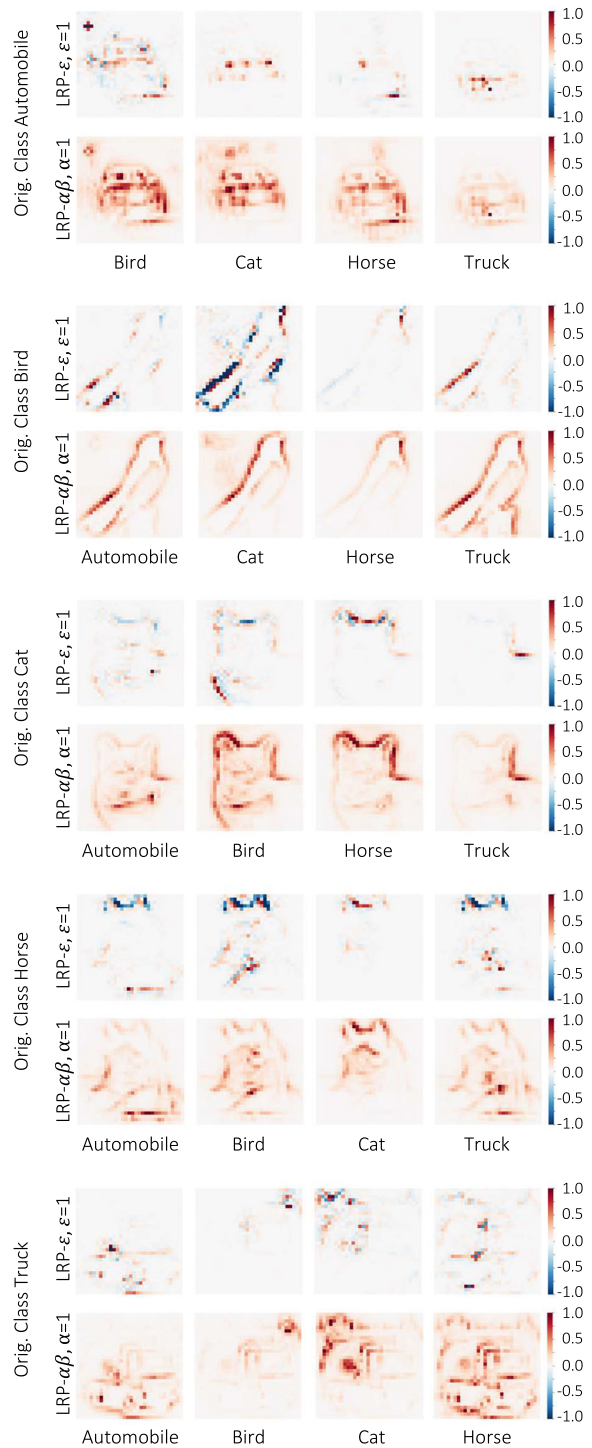 Orig. Class Automobile
LRP-ε, ε=1
1.0
0.5
0.0
-0.5
-1.0
LRP-αβ, α=1
1.0
0.5
0.0
-0.5
-1.0
Bird Cat Horse Truck
Orig. Class Bird
LRP-ε, ε=1
1.0
0.5
0.0
-0.5
-1.0
LRP-αβ, α=1
1.0
0.5
0.0
-0.5
-1.0
Automobile Cat Horse Truck
Orig. Class Cat
LRP-ε, ε=1
1.0
0.5
0.0
-0.5
-1.0
LRP-αβ, α=1
1.0
0.5
0.0
-0.5
-1.0
Automobile Bird Horse Truck
Orig. Class Horse
LRP-ε, ε=1
1.0
0.5
0.0
-0.5
-1.0
LRP-αβ, α=1
1.0
0.5
0.0
-0.5
-1.0
Automobile Bird Cat Truck
Orig. Class Truck
LRP-ε, ε=1
1.0
0.5
0.0
-0.5
-1.0
LRP-αβ, α=1
1.0
0.5
0.0
-0.5
-1.0
Automobile Bird Cat Horse